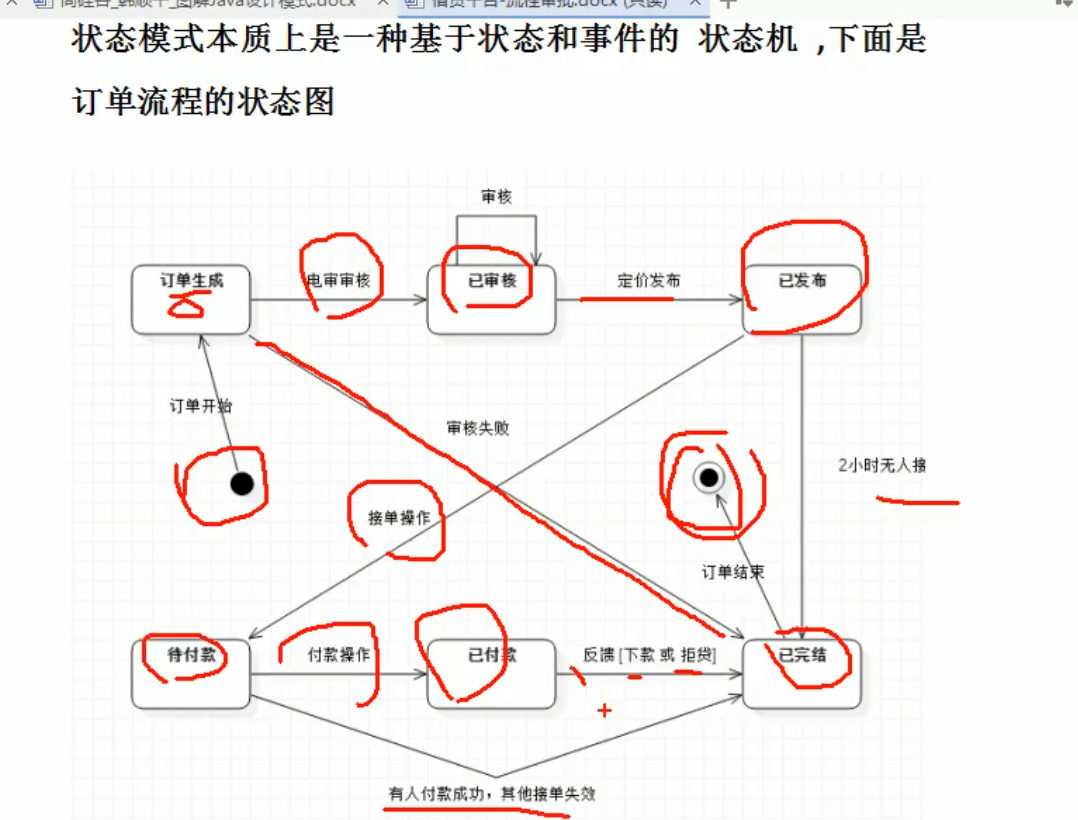 状态模式本质上是一种基于状态和事件的 状态机 ,下面是
订单流程的状态图
审核
订单生成
电审审核
已审核
定价发布
已发布
订单开始
审核失败
2小时无人接
接单操作
订单结束
待付款
付款操作
已付款
反馈[下款 或 拒贷]
已完结
有人付款成功，其他接单失效